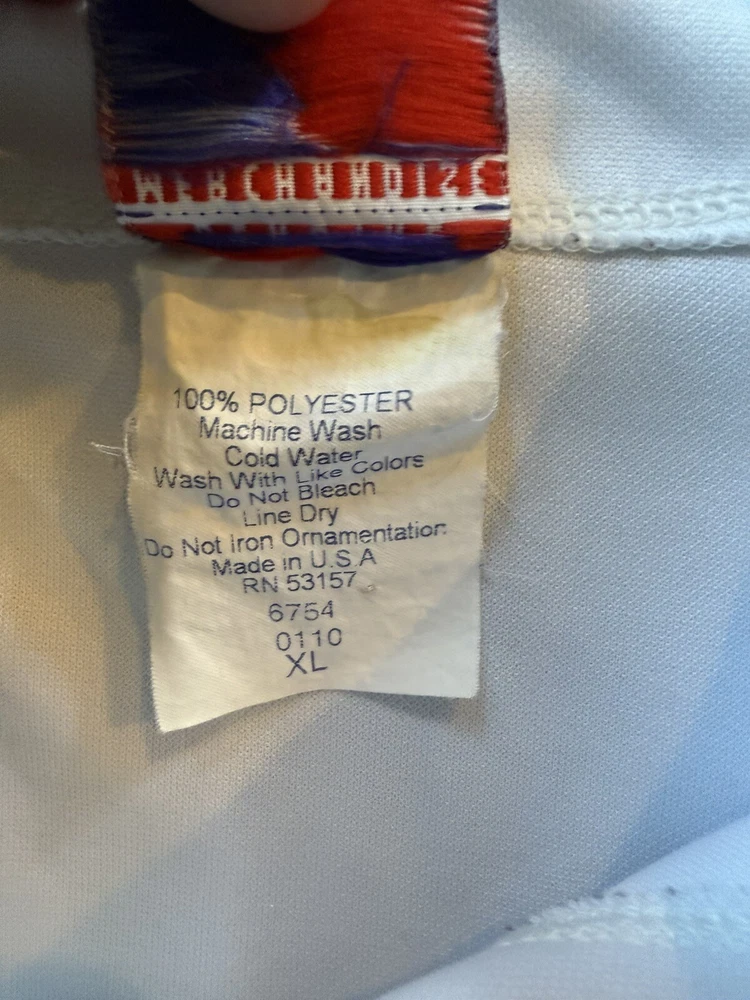 100% POLYESTER
Machine Wash
Cold Water
Wash With Like Colors
Do Not Bleach
Line Dry
Do Not Iron Ornamentation
Made in U.S.A
RN 53157
6754
0110
XL